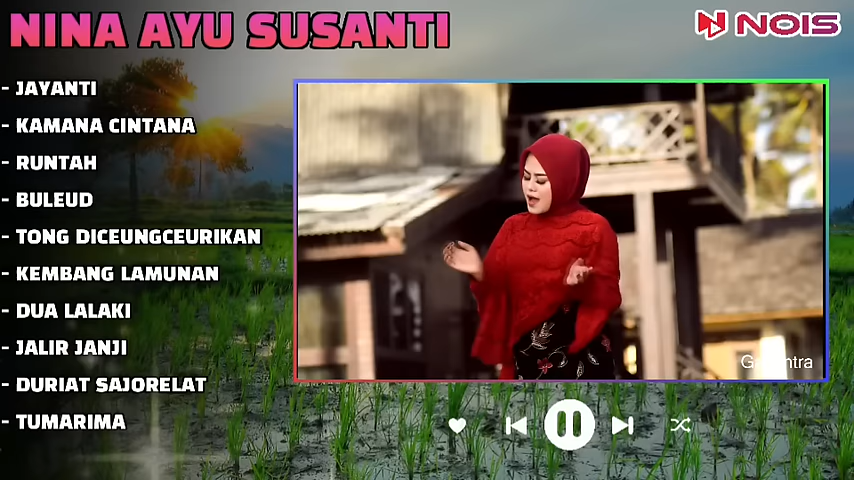 NINA AYU SUSANTI
NOIS
- JAYANTI
- KAMANA CINTANA
- RUNTAH
- BULEUD
- TONG DICEUNGCEURIKAN
- KEMBANG LAMUNAN
- DUA LALAKI
- JALIR JANJI
- DURIAT SAJORELAT
- TUMARIMA